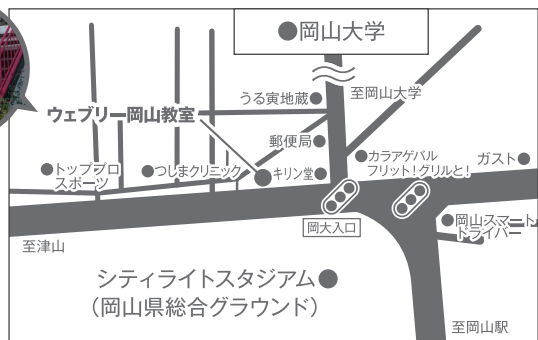 岡山大学
うる寅地蔵
至岡山大学
ウェブリー岡山教室
郵便局
トッププロ
スポーツ
つしまクリニック
キリン堂
カラアゲバル
フリット!グリルと!
ガスト
岡大入口
岡山スマート
ドライバー
至津山
シティライトスタジアム
(岡山県総合グラウンド)
至岡山駅